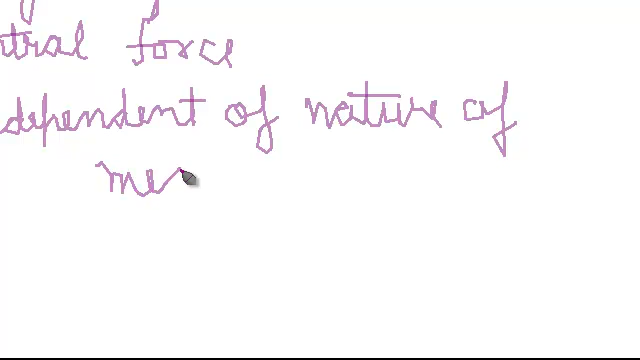 tral force
dependent of nature of
me